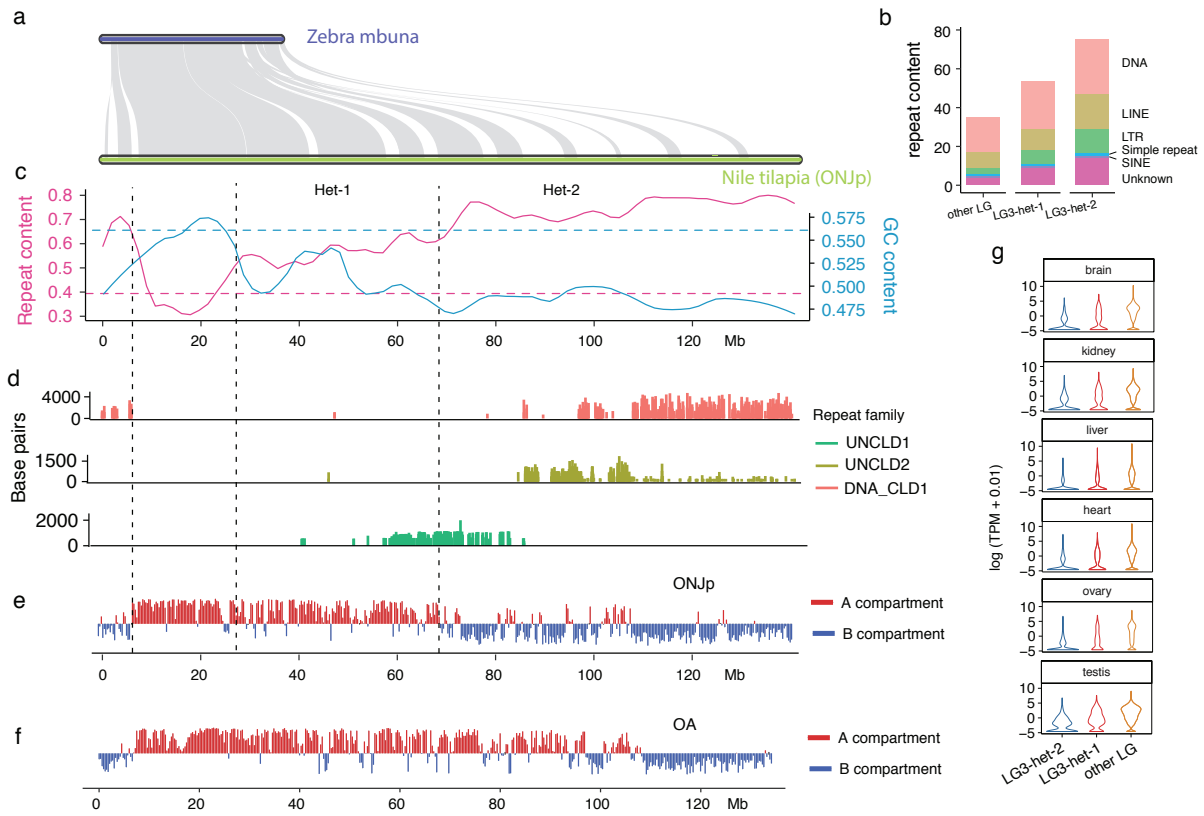 a
Zebra mbuna
Nile tilapia (ONJp)
b
repeat content
80
60
40
20
0
DNA
LINE
LTR
Simple repeat
SINE
Unknown
other LG
LG3-het-1
LG3-het-2
c
Het-1
Het-2
Repeat content
0.8
0.7
0.6
0.5
0.4
0.3
GC content
0.575
0.550
0.525
0.500
0.475
0 20 40 60 80 100 120 Mb
d
Base pairs
4000
0
1500
0
2000
0
Repeat family
UNCLD1
UNCLD2
DNA_CLD1
e
ONJp
A compartment
B compartment
0 20 40 60 80 100 120 Mb
f
OA
A compartment
B compartment
0 20 40 60 80 100 120 Mb
g
log (TPM + 0.01)
brain
10
5
0
−5
kidney
10
5
0
−5
liver
10
5
0
−5
heart
10
5
0
−5
ovary
10
5
0
−5
testis
10
5
0
−5
LG3-het-2
LG3-het-1
other LG